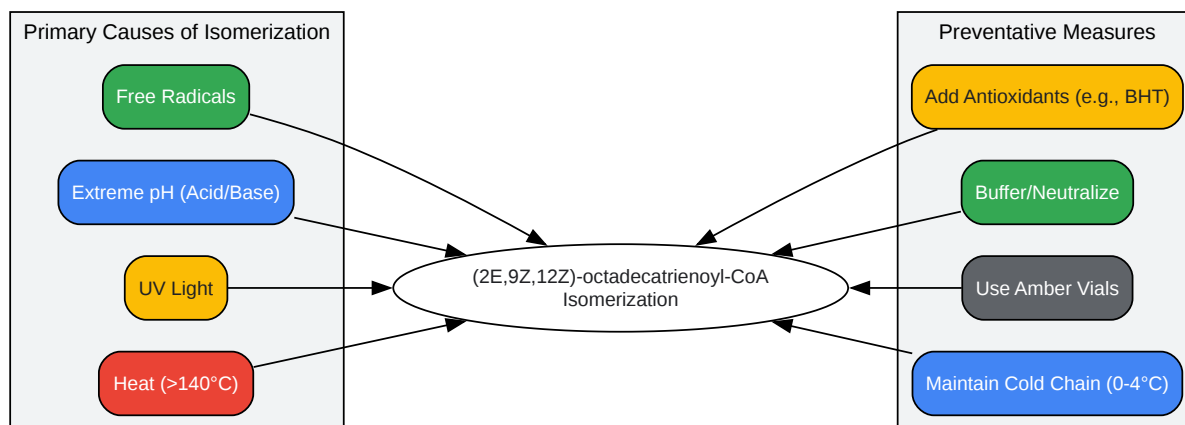 Primary Causes of Isomerization
Free Radicals
Extreme pH (Acid/Base)
UV Light
Heat (>140°C)
(2E,9Z,12Z)-octadecatrienoyl-CoA
Isomerization
Preventative Measures
Add Antioxidants (e.g., BHT)
Buffer/Neutralize
Use Amber Vials
Maintain Cold Chain (0-4°C)